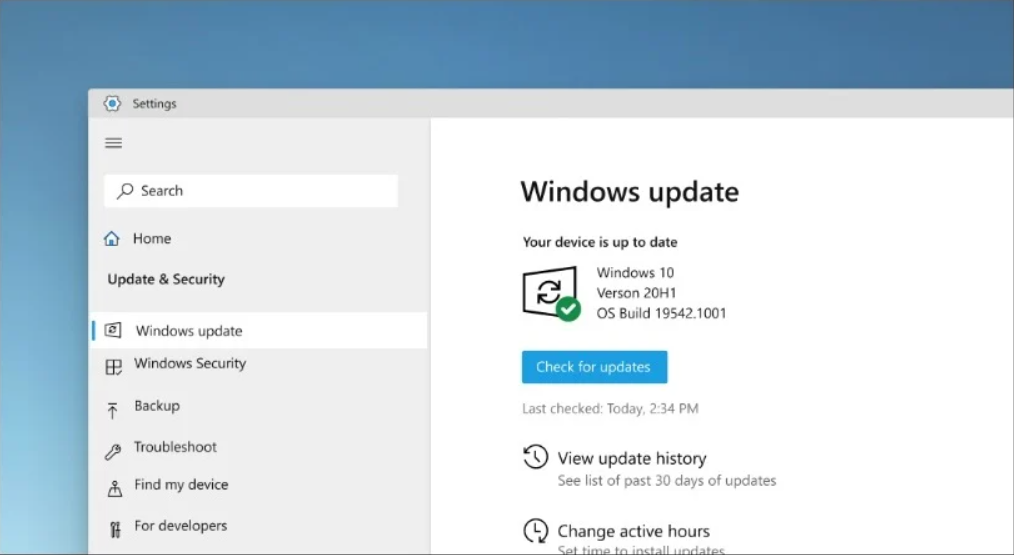 Settings
Search
Home
Update & Security
Windows update
Windows Security
Backup
Troubleshoot
Find my device
For developers
Windows update
Your device is up to date
Windows 10
Verson 20H1
OS Build 19542.1001
Check for updates
Last checked: Today, 2:34 PM
View update history
See list of past 30 days of updates
Change active hours
Set time to install updates